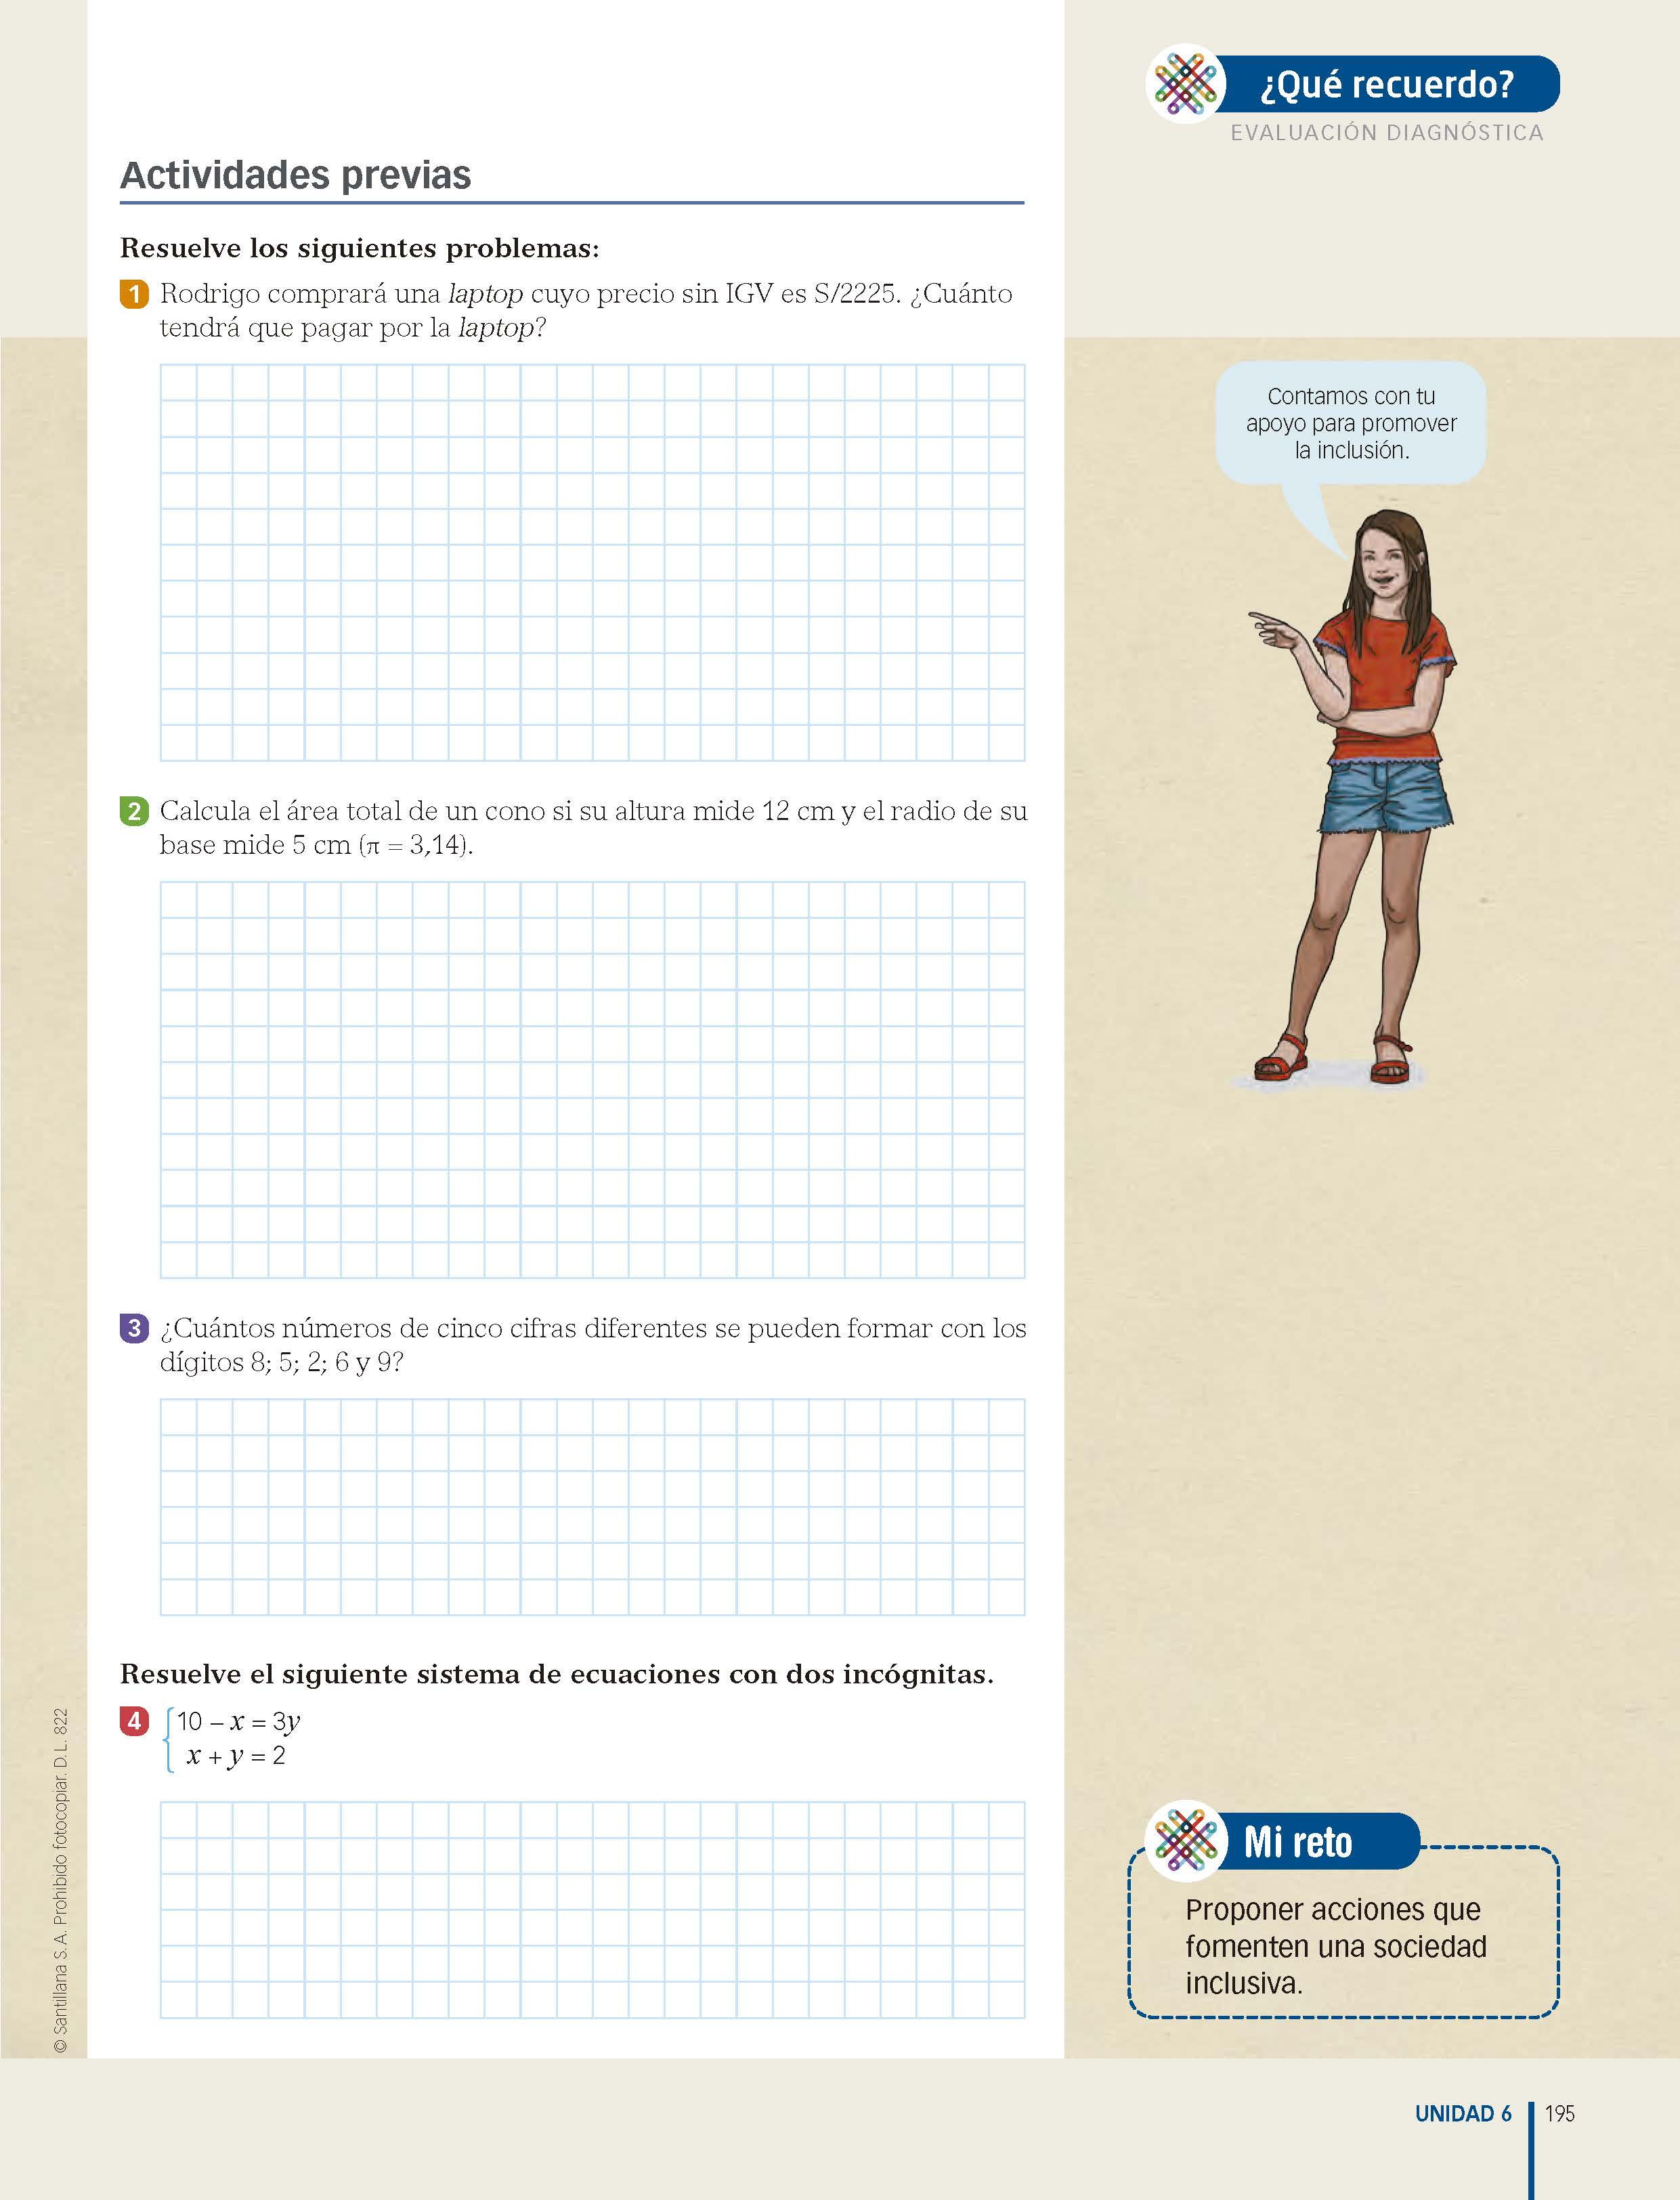 ¿Qué recuerdo?
EVALUACIÓN DIAGNÓSTICA
Actividades previas
Resuelve los siguientes problemas:
1 Rodrigo comprará una laptop cuyo precio sin IGV es S/2225. ¿Cuánto
tendrá que pagar por la laptop?
Contamos con tu
apoyo para promover
la inclusión.
2 Calcula el área total de un cono si su altura mide 12 cm y el radio de su
base mide 5 cm (π = 3,14).
3 ¿Cuántos números de cinco cifras diferentes se pueden formar con los
dígitos 8; 5; 2; 6 y 9?
Resuelve el siguiente sistema de ecuaciones con dos incógnitas.
4 10 – x = 3y
x + y = 2
Mi reto
Proponer acciones que
fomenten una sociedad
inclusiva.
© Santillana S. A. Prohibido fotocopiar. D. L. 822
UNIDAD 6 195